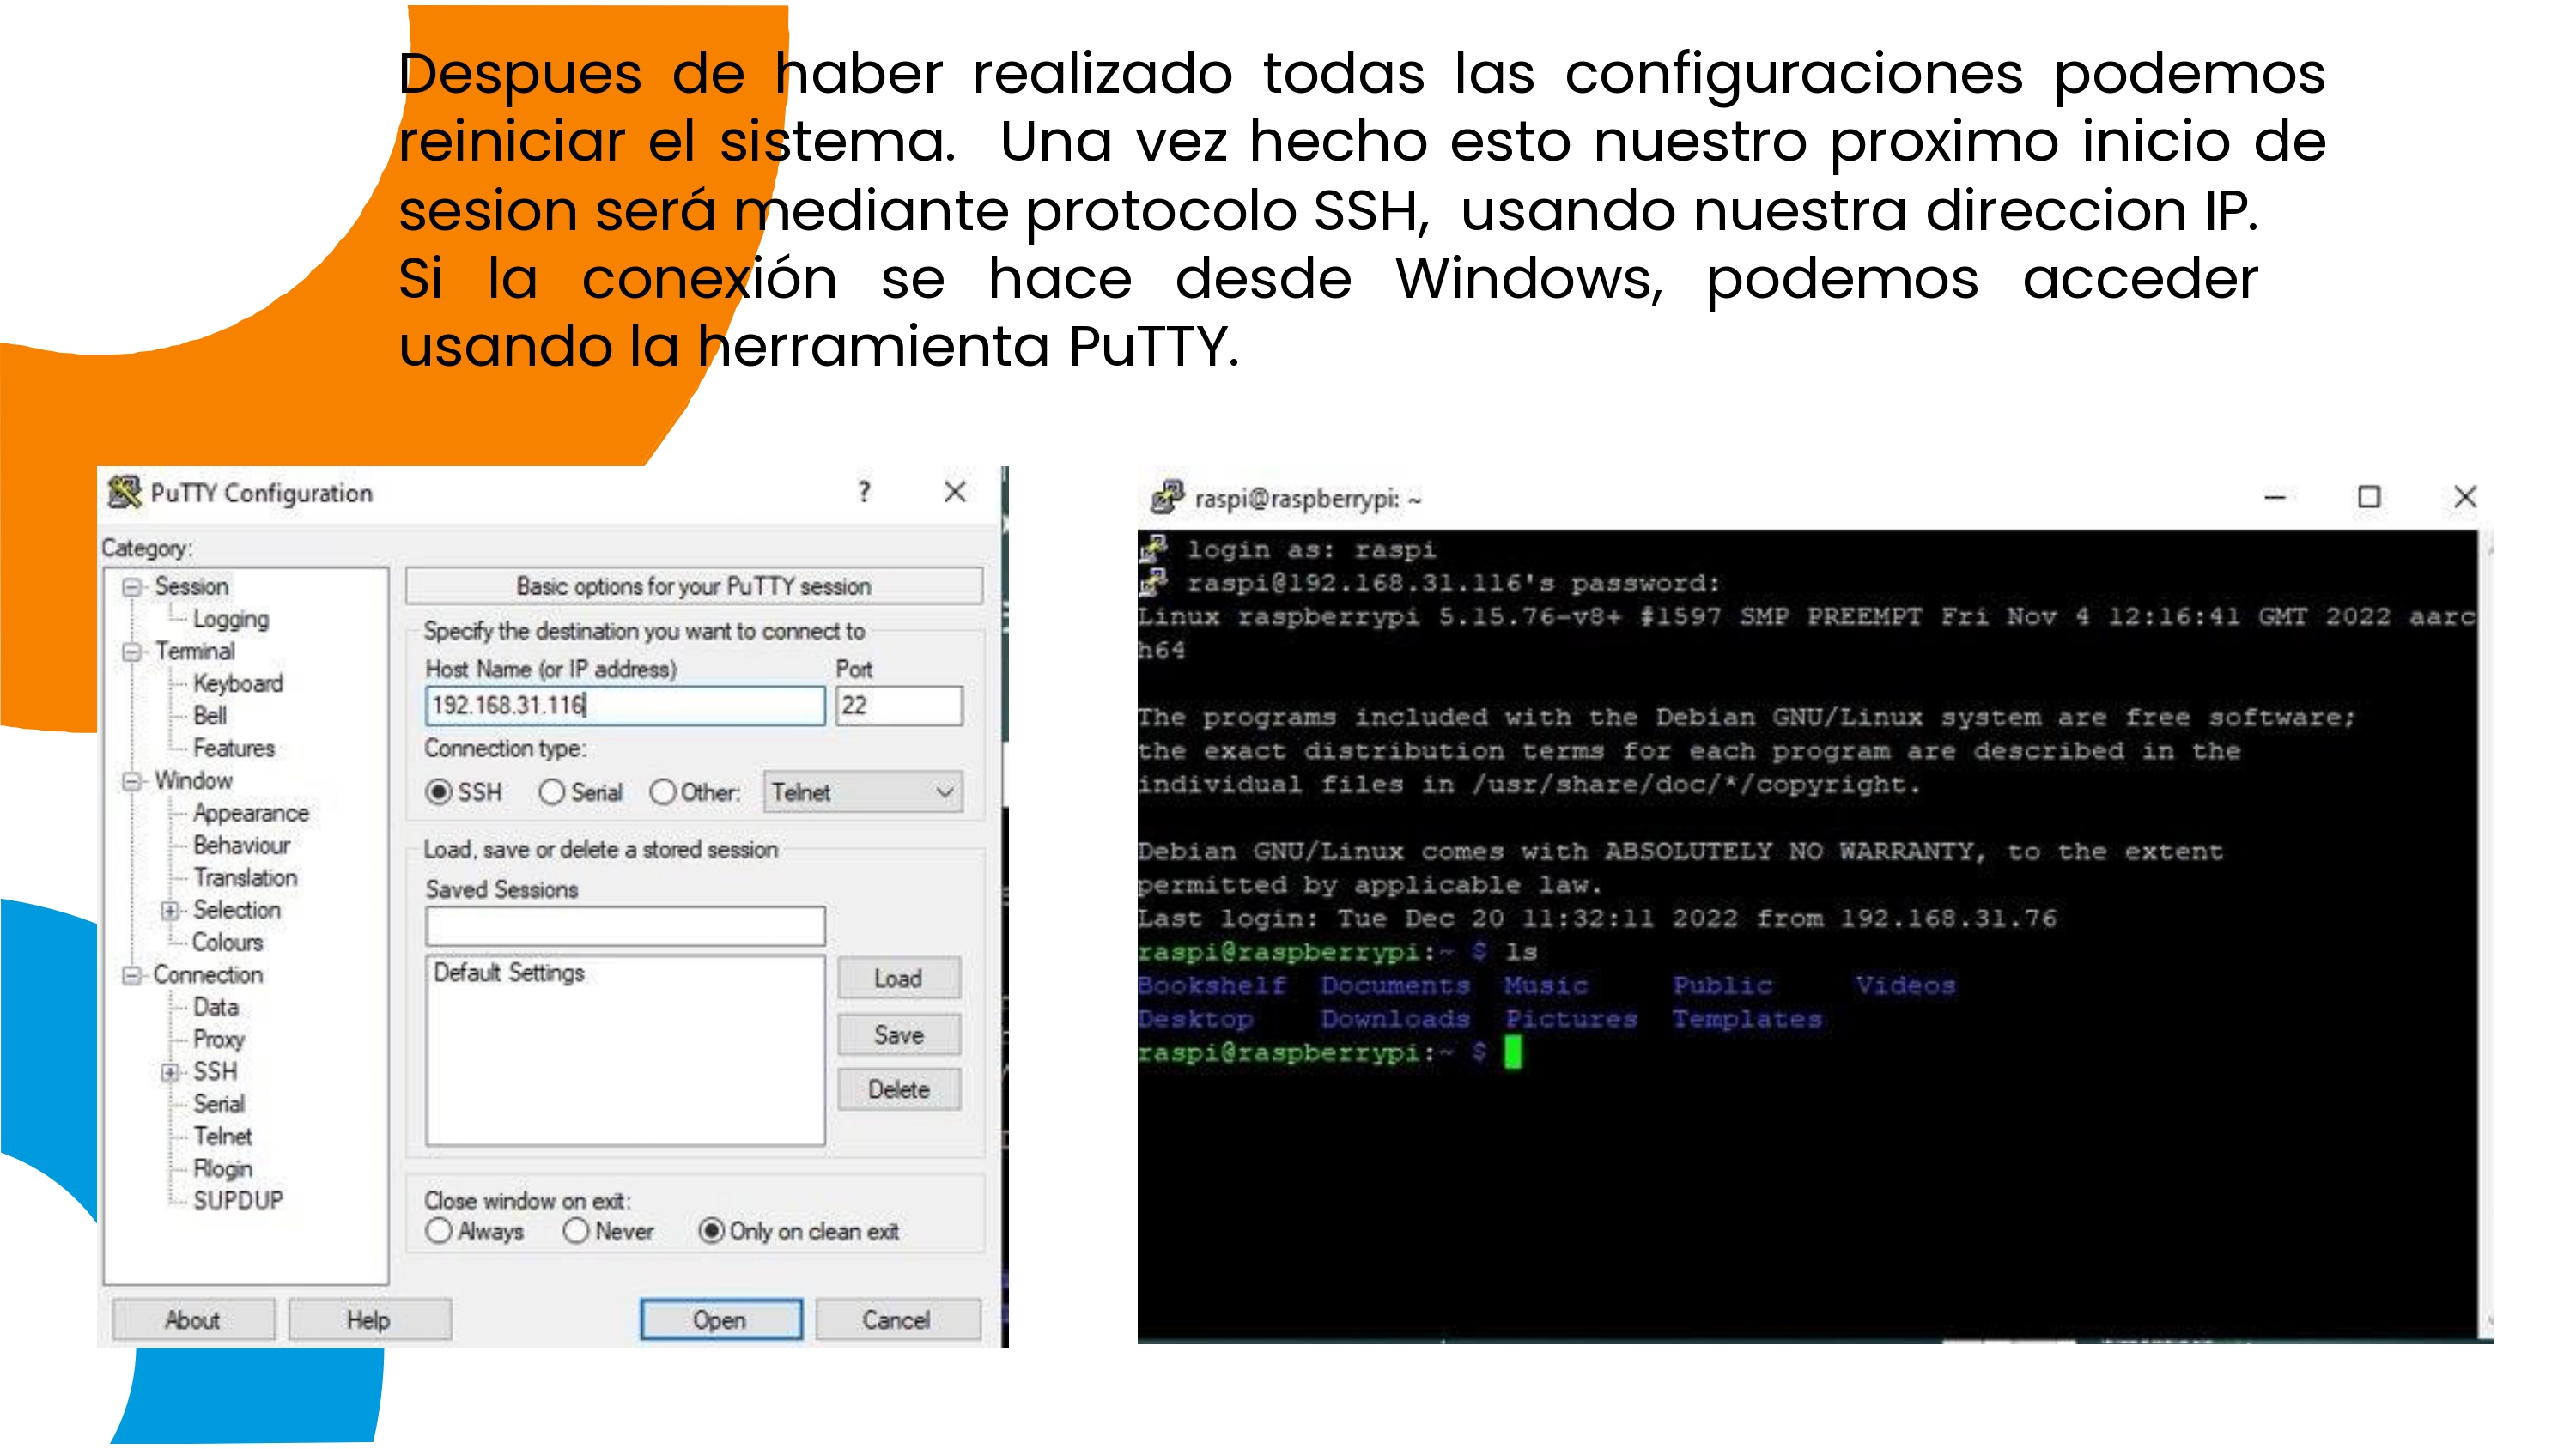 Despues de haber realizado todas las configuraciones podemos
reiniciar el sistema. Una vez hecho esto nuestro proximo inicio de
sesion será mediante protocolo SSH, usando nuestra direccion IP.
Si la conexión se hace desde Windows, podemos acceder
usando la herramienta PuTTY.
PuTTY Configuration
Category:
Session
Logging
Terminal
Keyboard
Bell
Features
Window
Appearance
Behaviour
Translation
Selection
Colours
Connection
Data
Proxy
SSH
Serial
Telnet
Rlogin
SUPDUP
Basic options for your PuTTY session
Specify the destination you want to connect to
Host Name (or IP address) Port
192.168.31.116 22
Connection type:
SSH Serial Other: Telnet
Load, save or delete a stored session
Saved Sessions
Default Settings
Load
Save
Delete
Close window on exit:
Always Never Only on clean exit
About Help Open Cancel
raspi@raspberrypi: ~
login as: raspi
raspi@192.168.31.116's password:
Linux raspberrypi 5.15.76-v8+ #1597 SMP PREEMPT Fri Nov 4 12:16:41 GMT 2022 aarc
h64
The programs included with the Debian GNU/Linux system are free software;
the exact distribution terms for each program are described in the
individual files in /usr/share/doc/*/copyright.
Debian GNU/Linux comes with ABSOLUTELY NO WARRANTY, to the extent
permitted by applicable law.
Last login: Tue Dec 20 11:32:11 2022 from 192.168.31.76
raspi@raspberrypi:~ $ ls
Bookshelf Documents Music Public Videos
Desktop Downloads Pictures Templates
raspi@raspberrypi:~ $